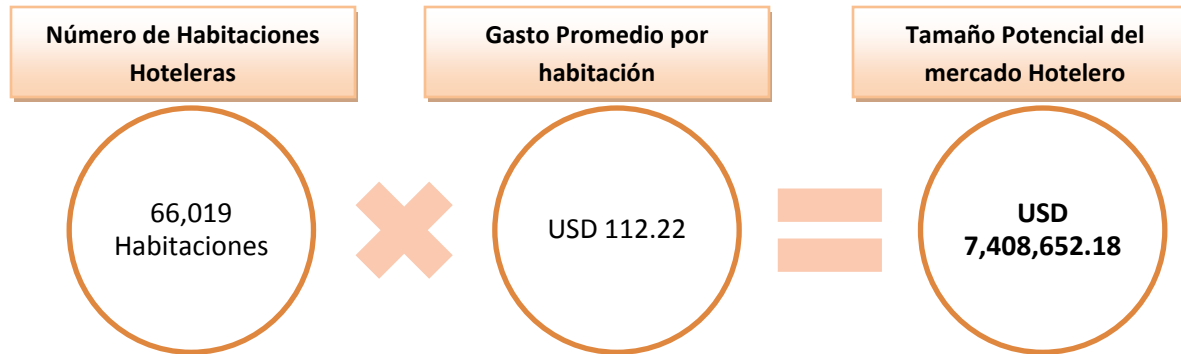 Número de Habitaciones
Hoteleras
Gasto Promedio por
habitación
Tamaño Potencial del
mercado Hotelero
66,019
Habitaciones
USD 112.22
USD
7,408,652.18